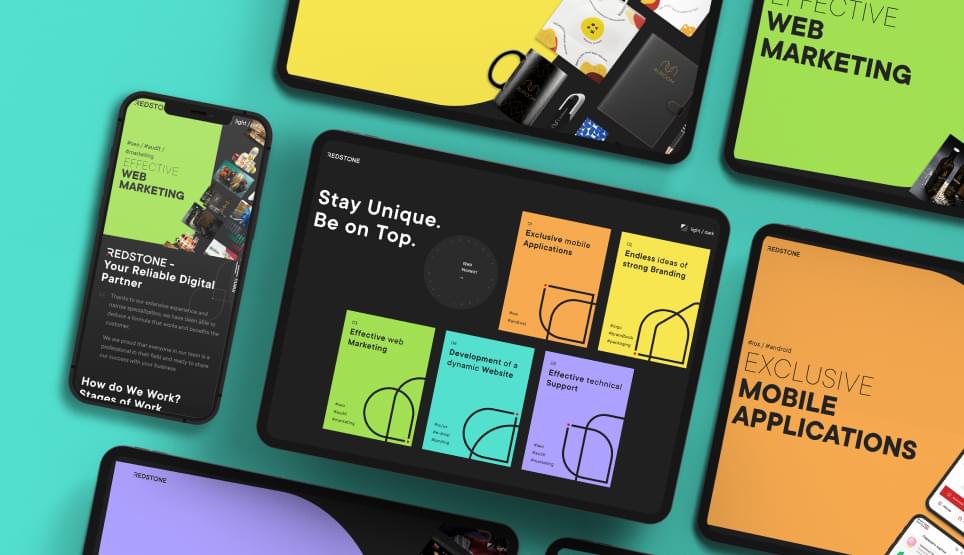 REDSTONE
light /
#seo / #audit /
#marketing
EFFECTIVE
WEB
MARKETING
REDSTONE -
Your Reliable Digital
Partner
Thanks to our extensive experience and
narrow specialization, we have been able to
deduce a formula that works and benefits the
customer.
We are proud that everyone in our team is a
professional in their field and ready to share
our success with your business.
How do We Work?
Stages of Work
REDSTONE
light / dark
Stay Unique.
Be on Top.
SEND
REQUEST
01
Exclusive mobile
Applications
#ios
#android
02
Endless ideas of
strong Branding
#logo
#brandbook
#packaging
03
Effective web
Marketing
#seo
#audit
#marketing
04
Development of a
dynamic Website
#ui/ux
#landing
05
Effective technical
Support
#seo
#audit
#marketing
EFFECTIVE
WEB
MARKETING
REDSTONE
#ios / #android
EXCLUSIVE
MOBILE
APPLICATIONS
REDSTONE
light